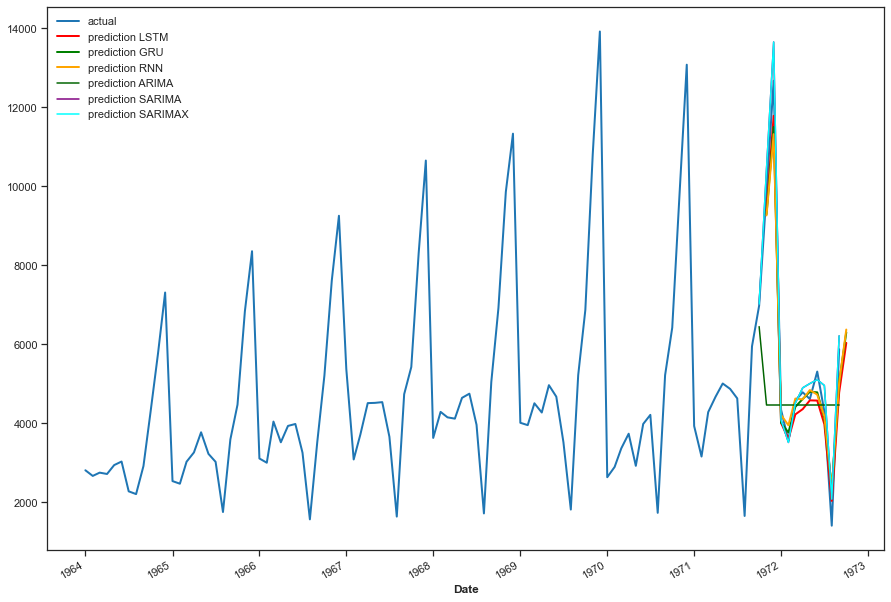 actual
prediction LSTM
prediction GRU
prediction RNN
prediction ARIMA
prediction SARIMA
prediction SARIMAX
14000
12000
10000
8000
6000
4000
2000
1964 1965 1966 1967 1968 1969 1970 1971 1972 1973
Date